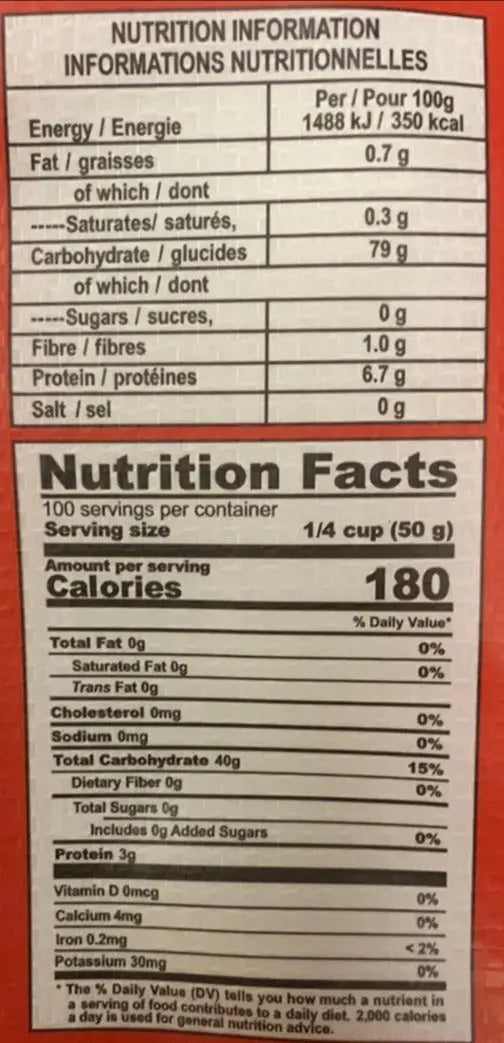 NUTRITION INFORMATION
INFORMATIONS NUTRITIONNELLES
Per / Pour 100g
Energy / Energie 1488 kJ / 350 kcal
Fat / graisses 0.7 g
of which / dont
-----Saturates/ saturés, 0.3 g
Carbohydrate / glucides 79 g
of which / dont
-----Sugars / sucres, 0 g
Fibre / fibres 1.0 g
Protein / protéines 6.7 g
Salt / sel 0 g
Nutrition Facts
100 servings per container
Serving size 1/4 cup (50 g)
Amount per serving
Calories 180
% Daily Value*
Total Fat 0g 0%
Saturated Fat 0g 0%
Trans Fat 0g
Cholesterol 0mg 0%
Sodium 0mg 0%
Total Carbohydrate 40g 15%
Dietary Fiber 0g 0%
Total Sugars 0g
Includes 0g Added Sugars 0%
Protein 3g
Vitamin D 0mcg 0%
Calcium 4mg 0%
Iron 0.2mg <2%
Potassium 30mg 0%
* The % Daily Value (DV) tells you how much a nutrient in
a serving of food contributes to a daily diet. 2,000 calories
a day is used for general nutrition advice.